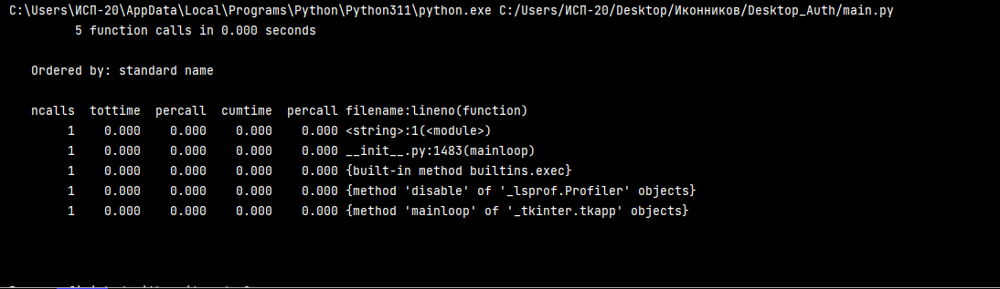 C:\Users\ИСП-20\AppData\Local\Programs\Python\Python311\python.exe C:/Users/ИСП-20/Desktop/Иконников/Desktop_Auth/main.py
5 function calls in 0.000 seconds
Ordered by: standard name
ncalls tottime percall cumtime percall filename:lineno(function)
1 0.000 0.000 0.000 0.000 <string>:1(<module>)
1 0.000 0.000 0.000 0.000 __init__.py:1483(mainloop)
1 0.000 0.000 0.000 0.000 {built-in method builtins.exec}
1 0.000 0.000 0.000 0.000 {method 'disable' of '_lsprof.Profiler' objects}
1 0.000 0.000 0.000 0.000 {method 'mainloop' of '_tkinter.tkapp' objects}